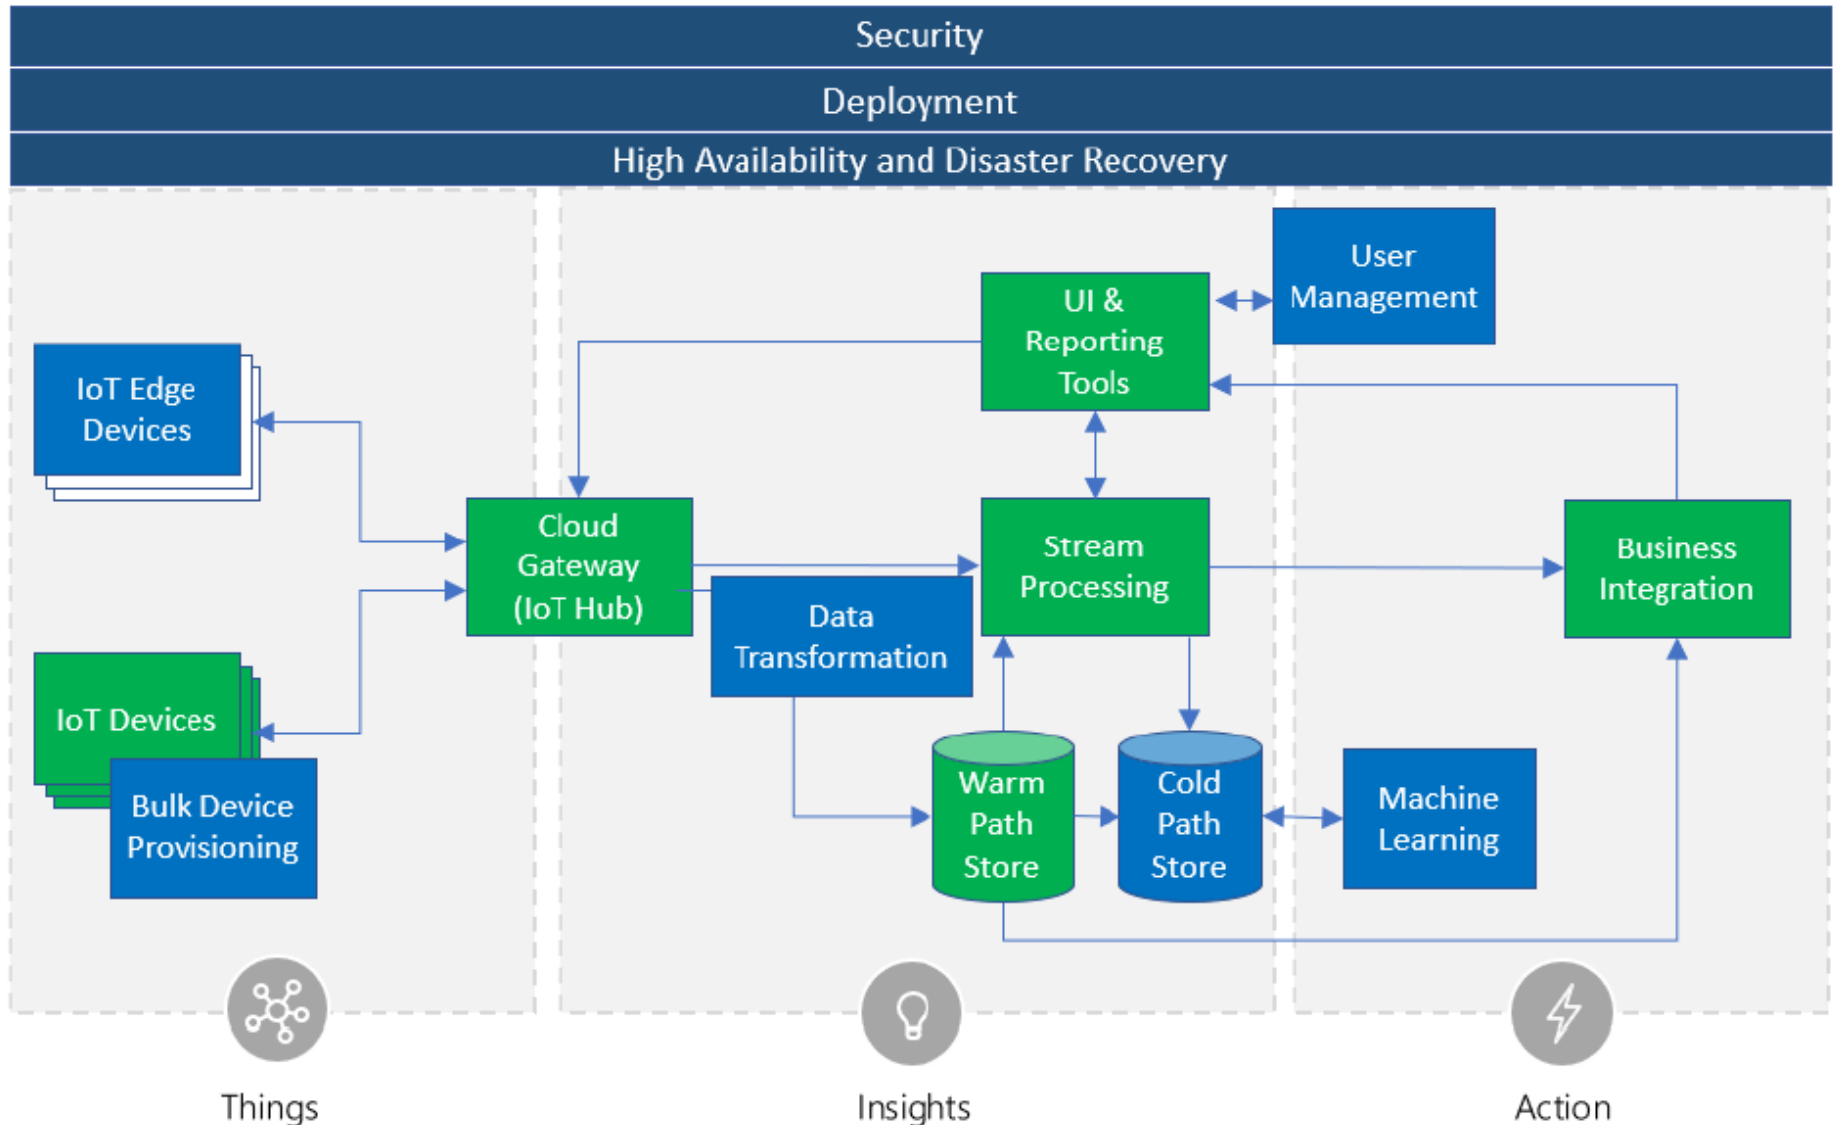 Security
Deployment
High Availability and Disaster Recovery
User
Management
UI &
Reporting
Tools
IoT Edge
Devices
Cloud
Gateway
(IoT Hub)
Stream
Processing
Business
Integration
Data
Transformation
IoT Devices
Bulk Device
Provisioning
Warm
Path
Store
Cold
Path
Store
Machine
Learning
Things
Insights
Action